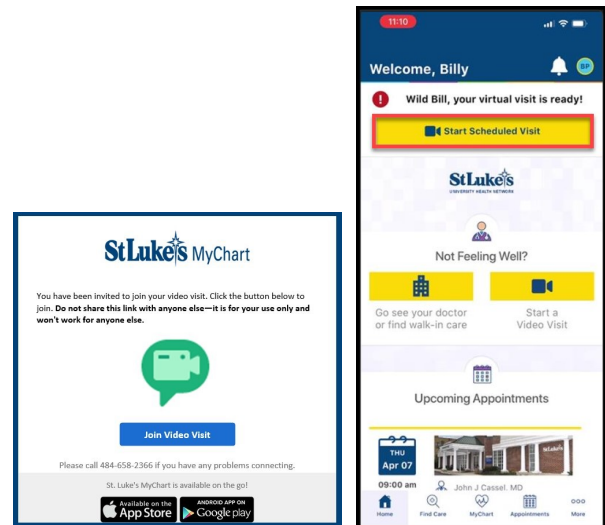 StLuke's MyChart
You have been invited to join your video visit. Click the button below to
join. Do not share this link with anyone else—it is for your use only and
won't work for anyone else.
Join Video Visit
Please call 484-658-2366 if you have any problems connecting.
St. Luke's MyChart is available on the go!
Available on the
App Store
ANDROID APP ON
Google play
11:10
Welcome, Billy
BP
Wild Bill, your virtual visit is ready!
Start Scheduled Visit
StLuke's
UNIVERSITY HEALTH NETWORK
Not Feeling Well?
Go see your doctor
or find walk-in care
Start a
Video Visit
Upcoming Appointments
THU
Apr 07
StLuke's
09:00 am
John J Cassel, MD
Home
Find Care
MyChart
Appointments
More